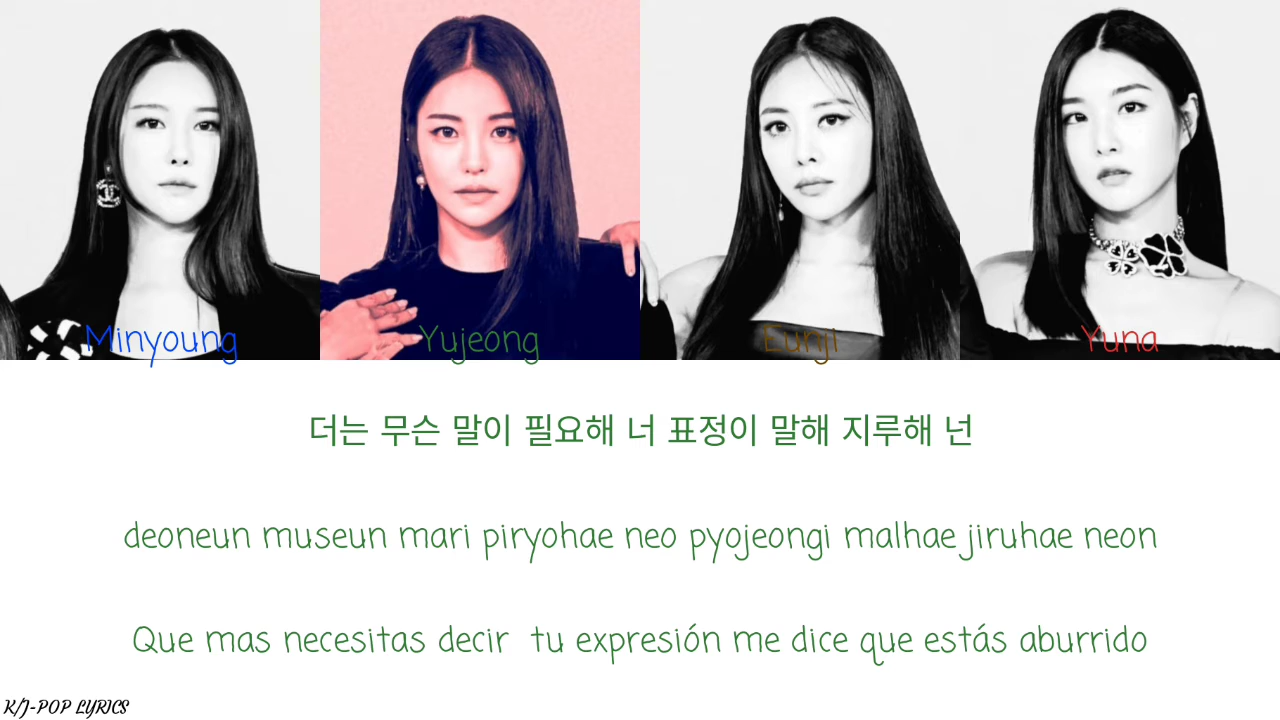 Minyoung Yujeong Eunji Yuna
더는 무슨 말이 필요해 너 표정이 말해 지루해 넌
deoneun museun mari piryohae neo pyojeongi malhae jiruhae neon
Que mas necesitas decir tu expresión me dice que estás aburrido
K/J-POP LYRICS